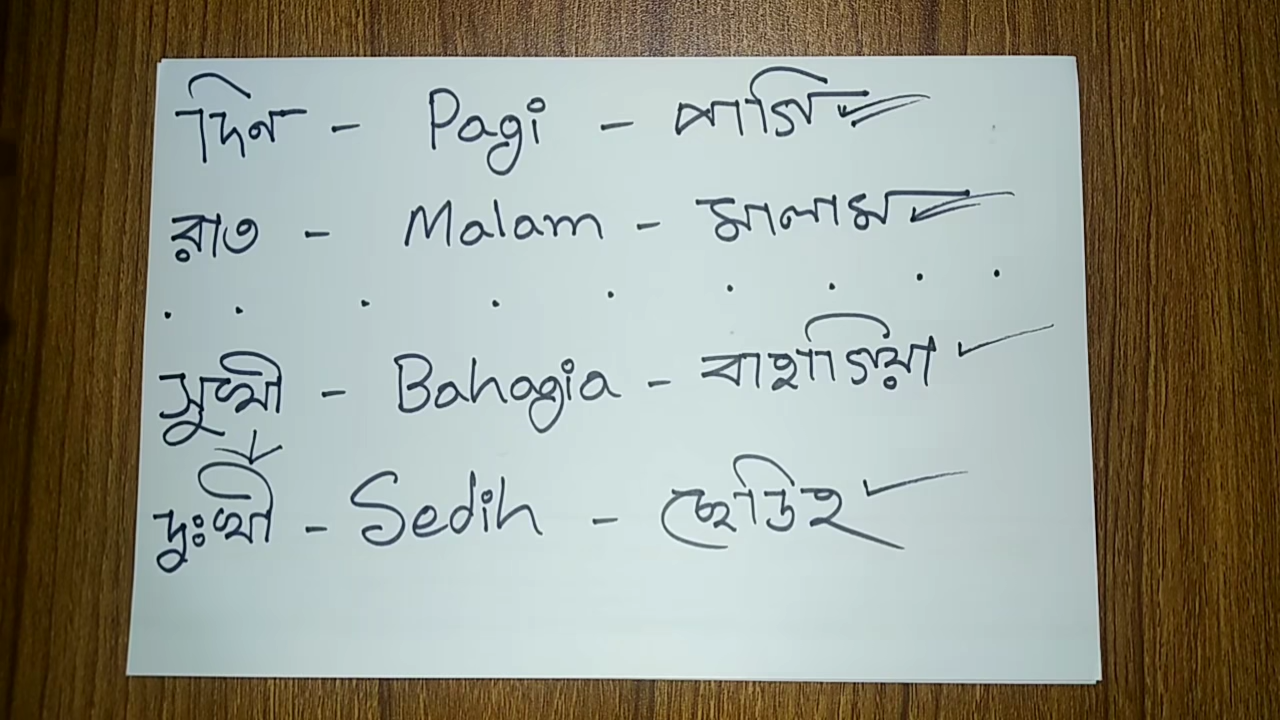 দিন - Pagi - পাগি
রাত - Malam - মালাম
সুখী - Bahagia - বাহাগিয়া
দুঃখী - Sedih - ছেডিহ